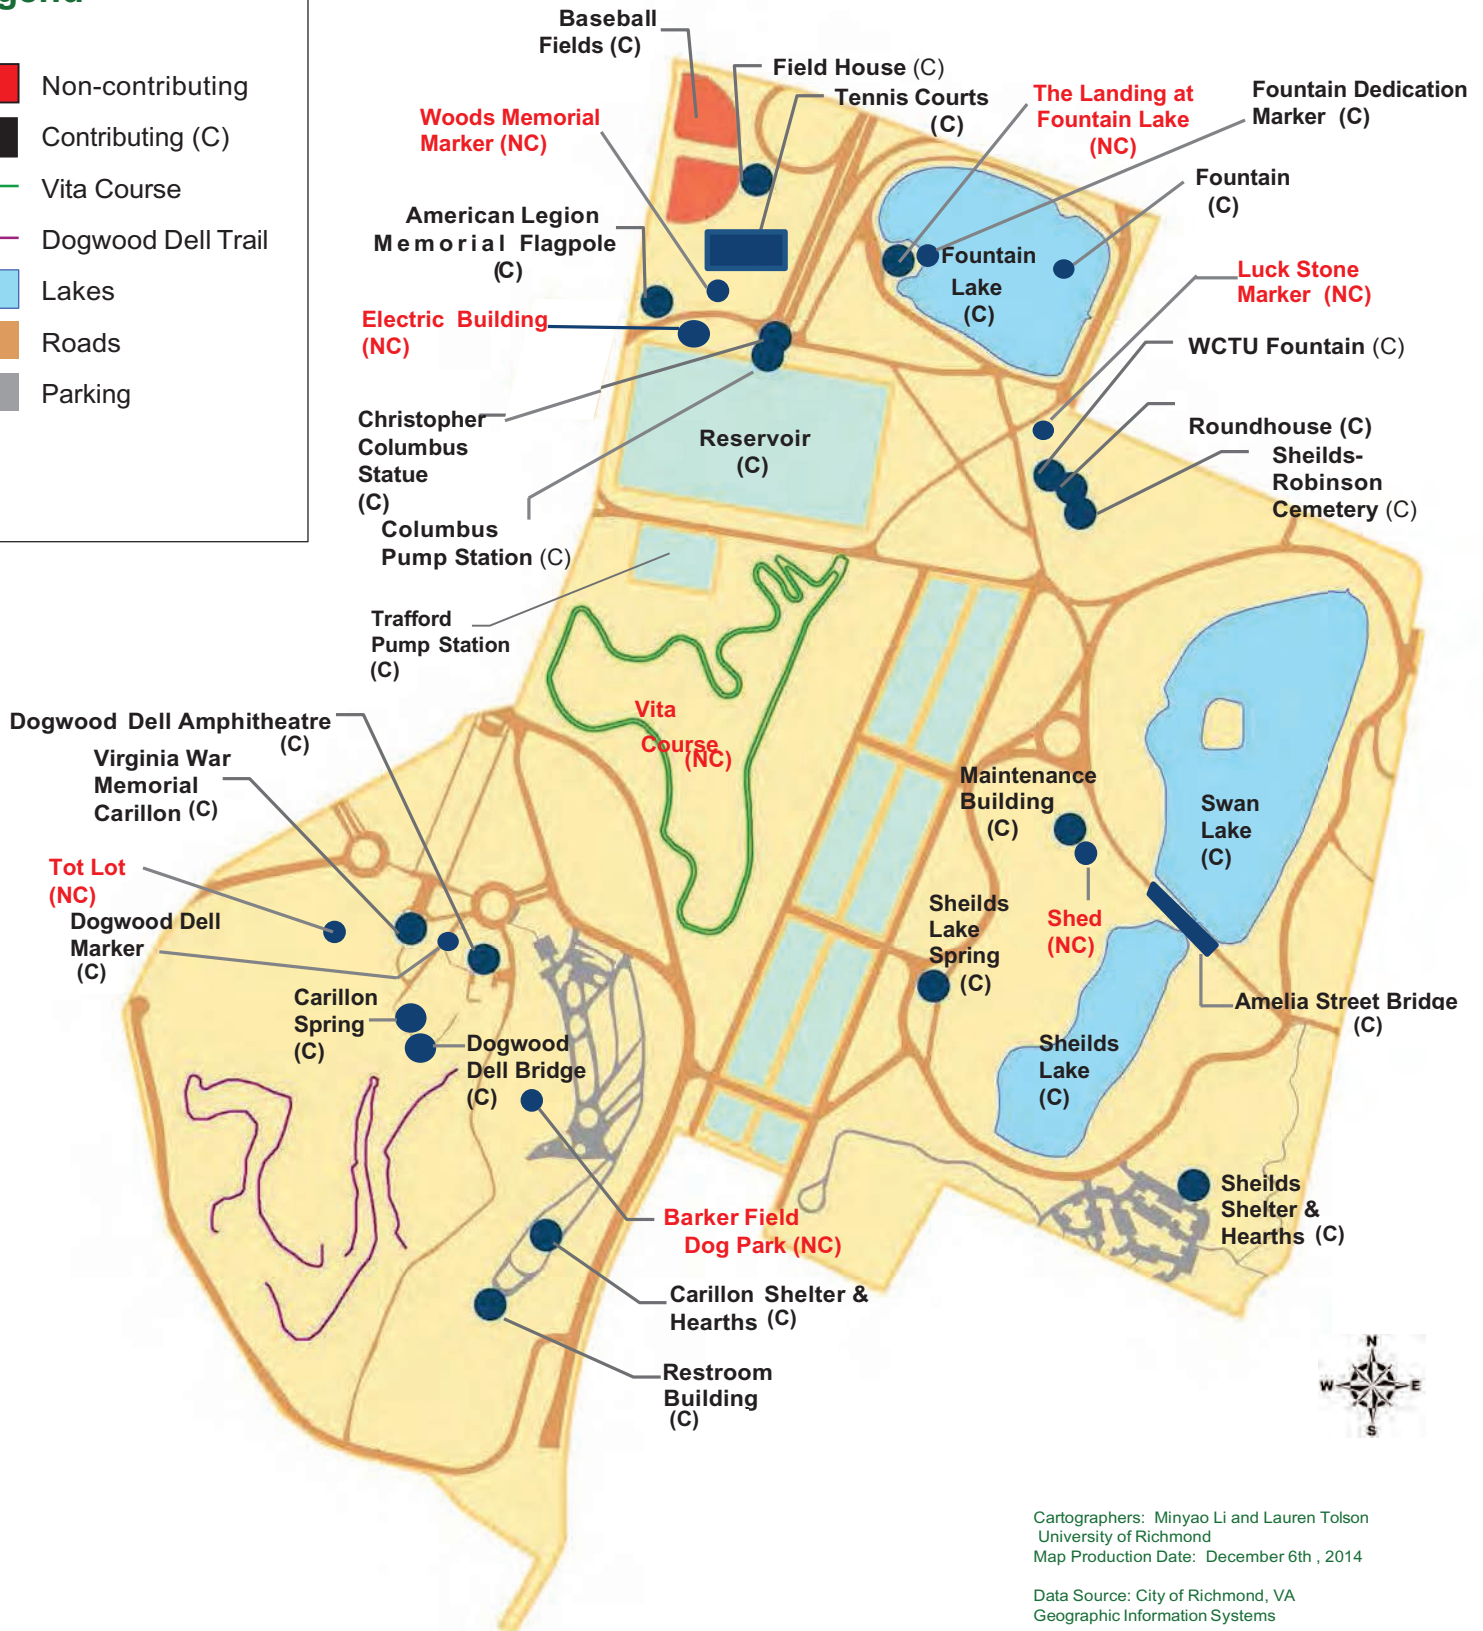 Non-contributing
Contributing (C)
Vita Course
Dogwood Dell Trail
Lakes
Roads
Parking
Baseball
Fields (C)
Field House (C)
Tennis Courts
(C)
Woods Memorial
Marker (NC)
The Landing at
Fountain Lake
(NC)
Fountain Dedication
Marker (C)
Fountain
(C)
American Legion
Memorial Flagpole
(C)
Fountain
Lake
(C)
Luck Stone
Marker (NC)
Electric Building
(NC)
WCTU Fountain (C)
Christopher
Columbus
Statue
(C)
Reservoir
(C)
Roundhouse (C)
Sheilds-
Robinson
Cemetery (C)
Columbus
Pump Station (C)
Trafford
Pump Station
(C)
Vita
Course
(NC)
Dogwood Dell Amphitheatre
(C)
Virginia War
Memorial
Carillon (C)
Maintenance
Building
(C)
Swan
Lake
(C)
Tot Lot
(NC)
Dogwood Dell
Marker
(C)
Sheilds
Lake
Spring
(C)
Shed
(NC)
Carillon
Spring
(C)
Amelia Street Bridge
(C)
Dogwood
Dell Bridge
(C)
Sheilds
Lake
(C)
Sheilds
Shelter &
Hearths (C)
Barker Field
Dog Park (NC)
Carillon Shelter &
Hearths (C)
Restroom
Building
(C)
N
W E
S
Cartographers: Minyao Li and Lauren Tolson
University of Richmond
Map Production Date: December 6th , 2014
Data Source: City of Richmond, VA
Geographic Information Systems